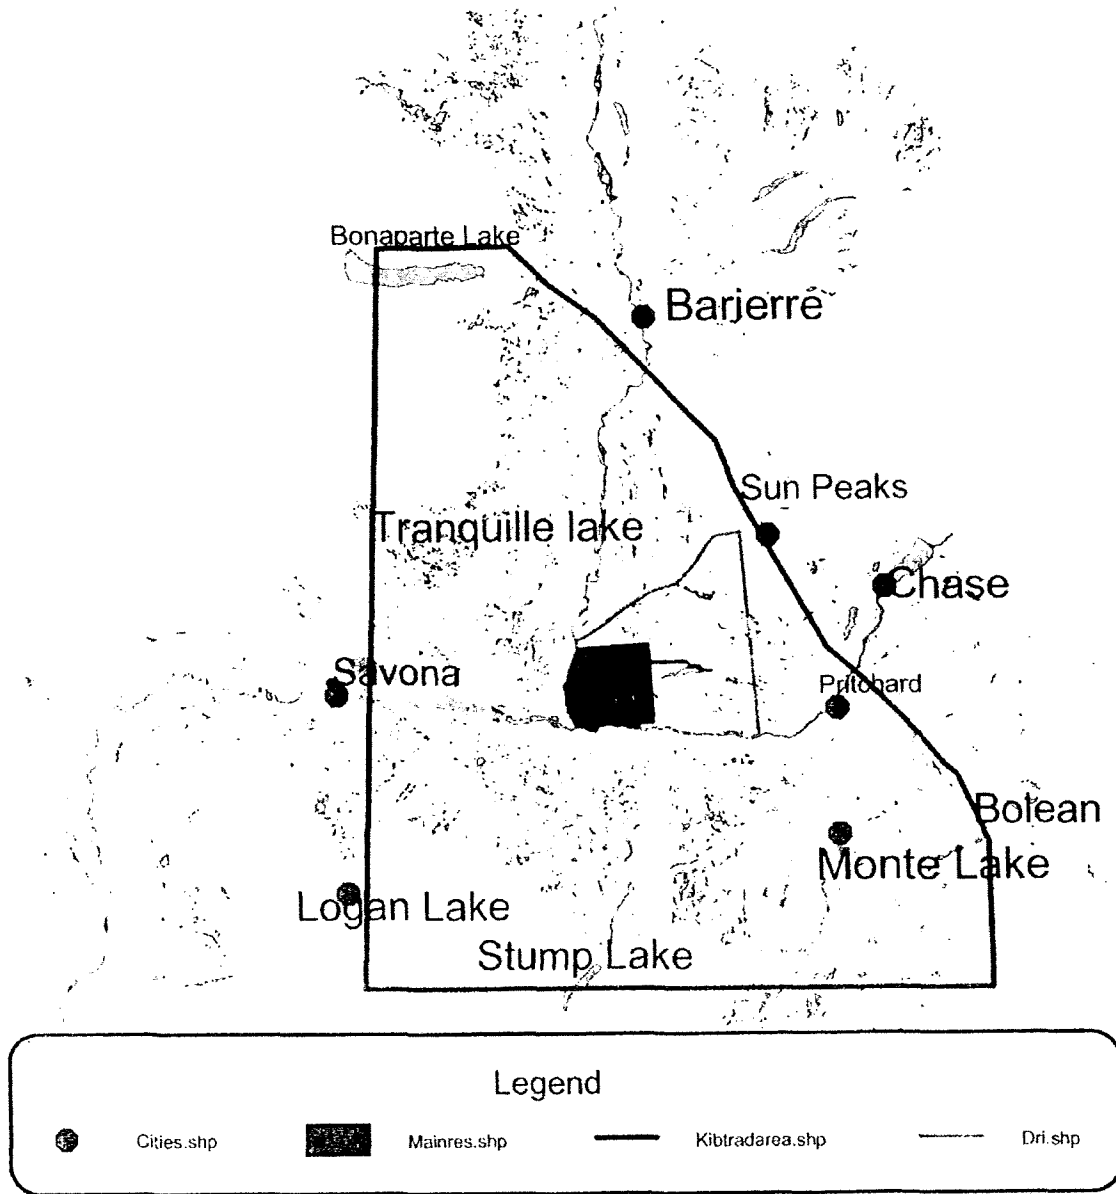 Bonaparte Lake
Barjerre
Sun Peaks
Tranquille lake
Chase
Savona
Pritchard
Bolean
Monte Lake
Logan Lake
Stump Lake
Legend
Cities.shp
Mainres.shp
Kibtradarea.shp
Dri.shp